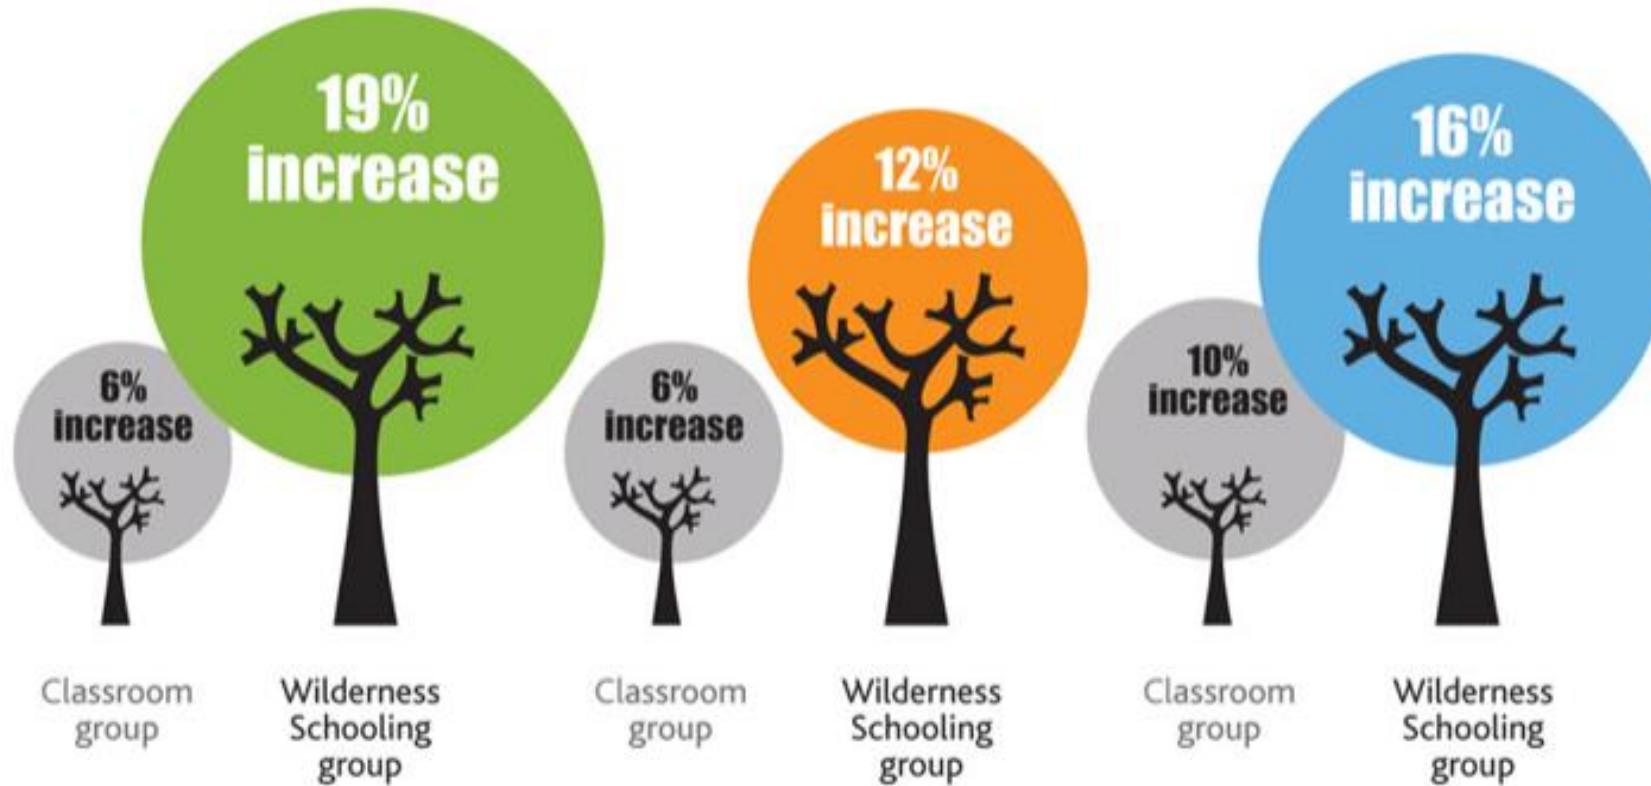 19%
increase
12%
increase
16%
increase
6%
increase
6%
increase
10%
increase
Classroom
group
Wilderness
Schooling
group
Classroom
group
Wilderness
Schooling
group
Classroom
group
Wilderness
Schooling
group